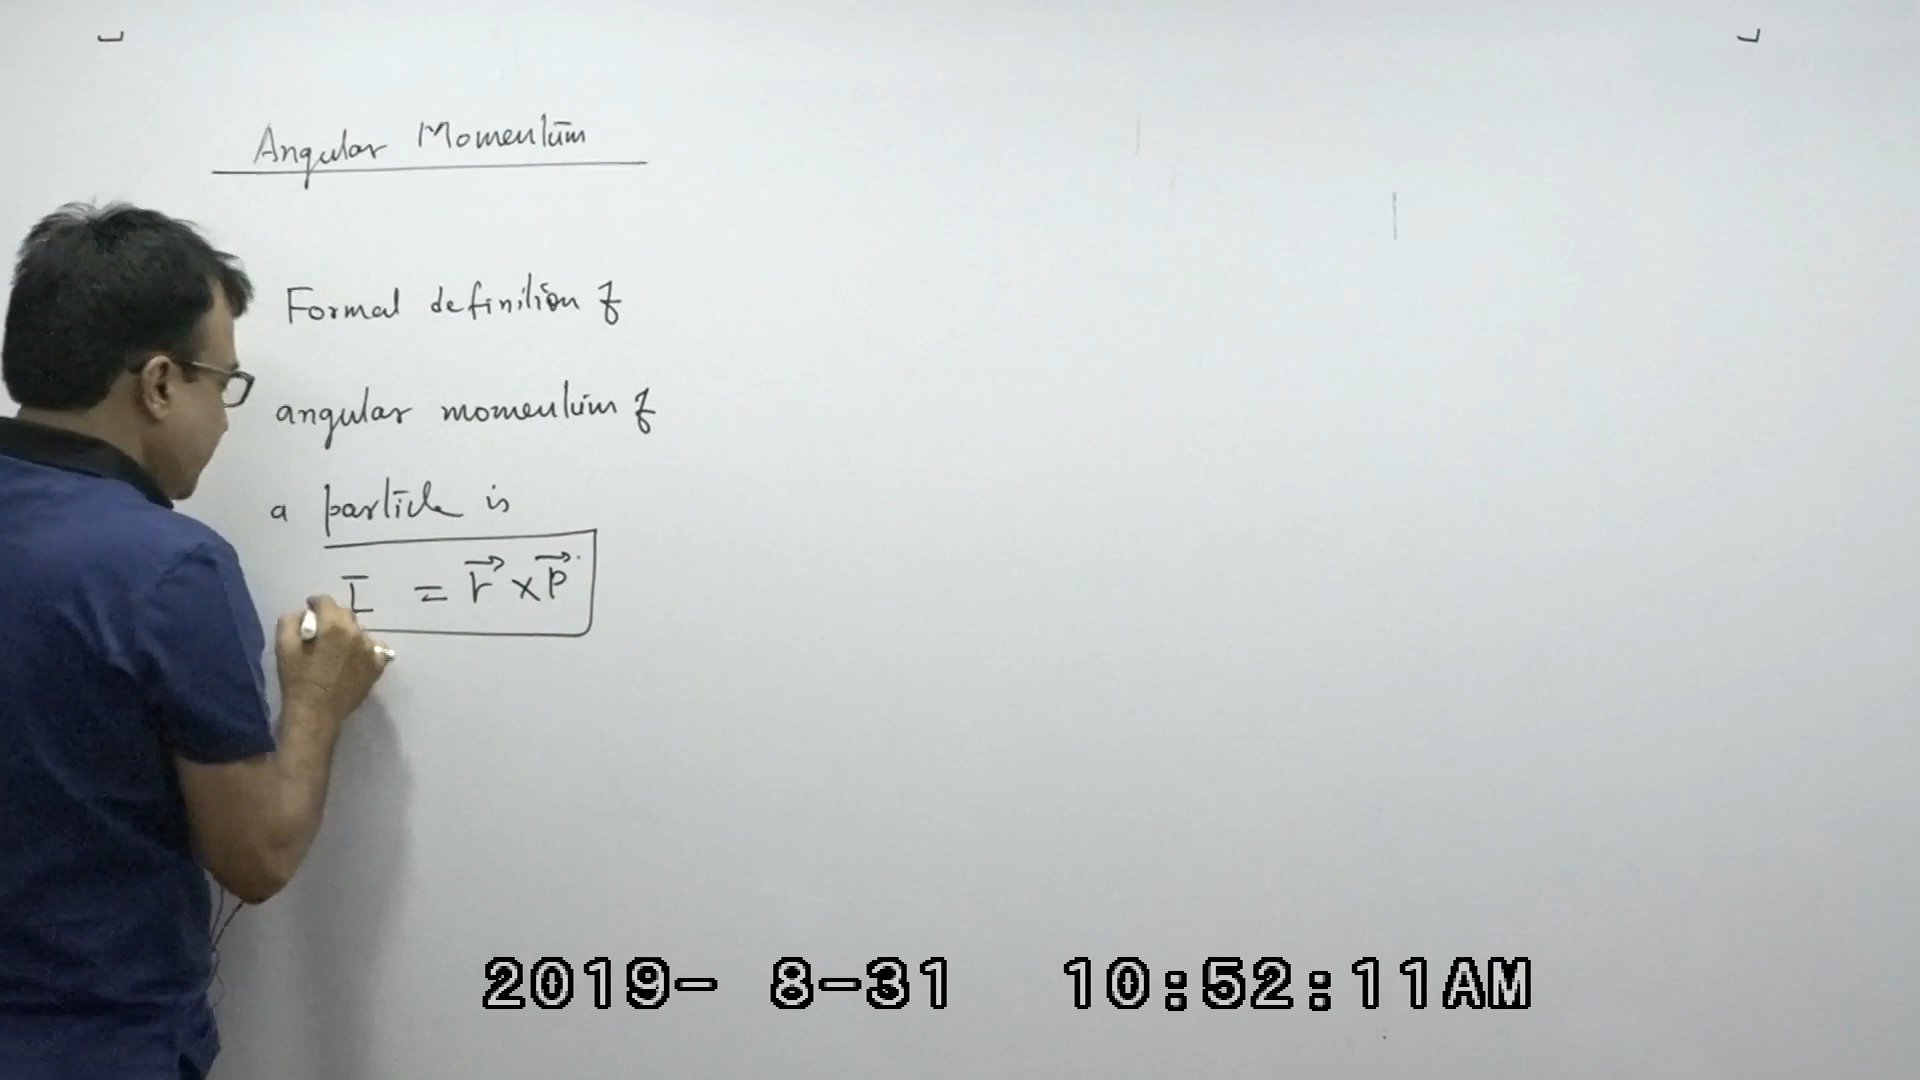 Angular Momentum
Formal definition of
angular momentum of
a particle is
L = r⃗ × p⃗
2019- 8-31 10:52:11AM